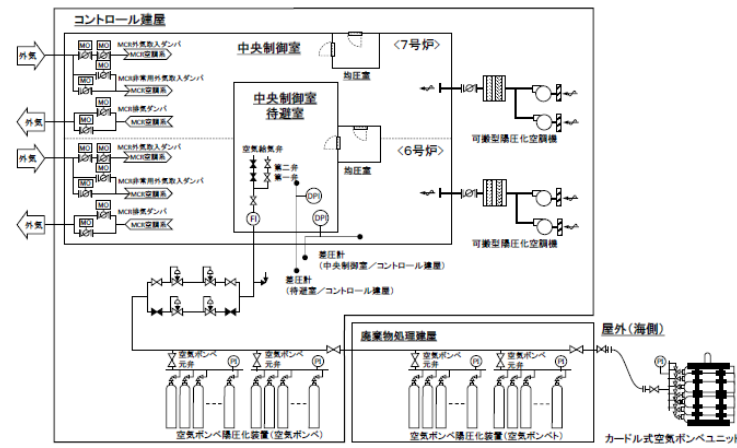 コントロール建屋
中央制御室
<7号炉>
外気
MO
MO
MCR外気取入ダンパ
MCR空調系
MO
MCR非常用外気取入ダンパ
MCR空調系
外気
MO
MCR排気ダンパ
MCR空調系
均圧室
中央制御室
待避室
可搬型陽圧化空調機
外気
MO
MO
MCR外気取入ダンパ
MCR空調系
MO
MCR非常用外気取入ダンパ
MCR空調系
外気
MO
MCR排気ダンパ
MCR空調系
<6号炉>
均圧室
空気給気弁
第二弁
第一弁
FI
DPI
DPI
可搬型陽圧化空調機
差圧計
(中央制御室/コントロール建屋)
差圧計
(待避室/コントロール建屋)
廃棄物処理建屋
屋外(海側)
空気ボンベ
元弁
PI
空気ボンベ
元弁
PI
空気ボンベ
元弁
PI
空気ボンベ
元弁
PI
PI
空気ボンベ陽圧化装置(空気ボンベ)
空気ボンベ陽圧化装置(空気ボンベト)
カードル式空気ボンベユニット